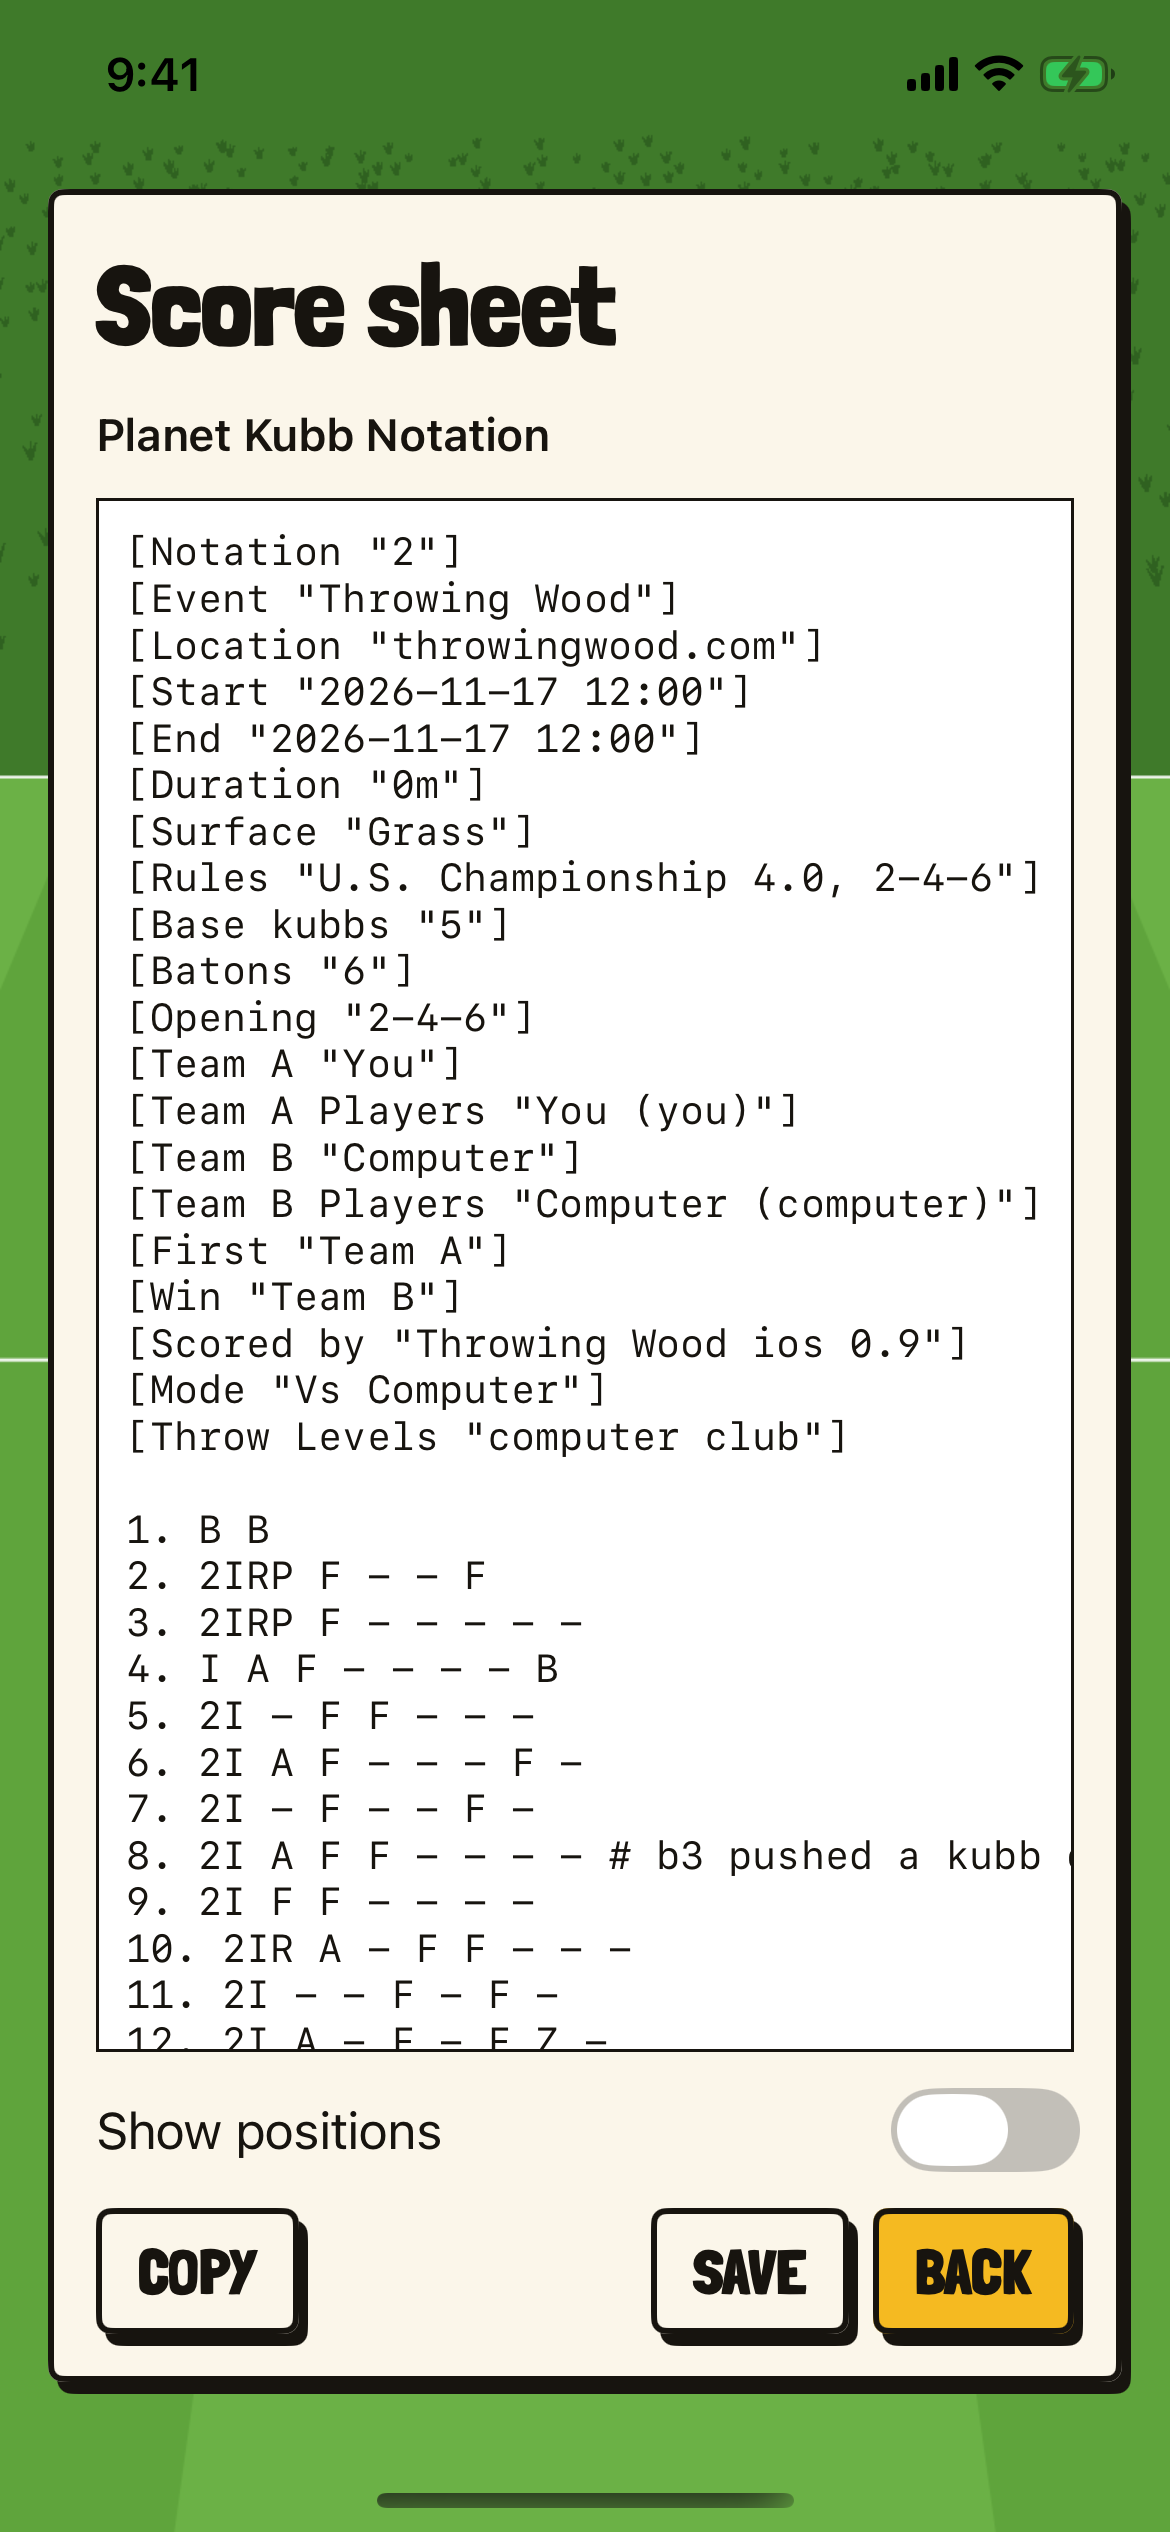 9:41
Score sheet
Planet Kubb Notation
[Notation "2"]
[Event "Throwing Wood"]
[Location "throwingwood.com"]
[Start "2026-11-17 12:00"]
[End "2026-11-17 12:00"]
[Duration "0m"]
[Surface "Grass"]
[Rules "U.S. Championship 4.0, 2-4-6"]
[Base kubbs "5"]
[Batons "6"]
[Opening "2-4-6"]
[Team A "You"]
[Team A Players "You (you)"]
[Team B "Computer"]
[Team B Players "Computer (computer)"]
[First "Team A"]
[Win "Team B"]
[Scored by "Throwing Wood ios 0.9"]
[Mode "Vs Computer"]
[Throw Levels "computer club"]
1. B B
2. 2IRP F - - F
3. 2IRP F - - - - -
4. I A F - - - - B
5. 2I - F F - - -
6. 2I A F - - - F -
7. 2I - F - - F -
8. 2I A F F - - - - # b3 pushed a kubb
9. 2I F F - - - -
10. 2IR A - F F - - -
11. 2I - - F - F -
12. 2I A - F - F Z -
Show positions
COPY
SAVE
BACK